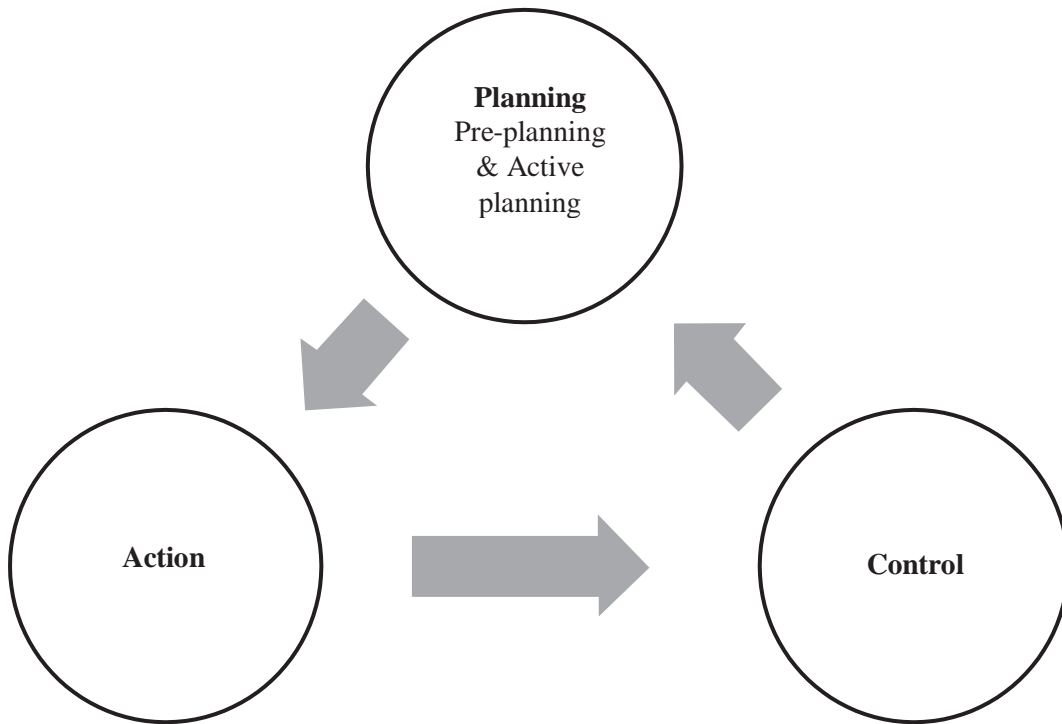 Planning
Pre-planning
& Active
planning
Action
Control